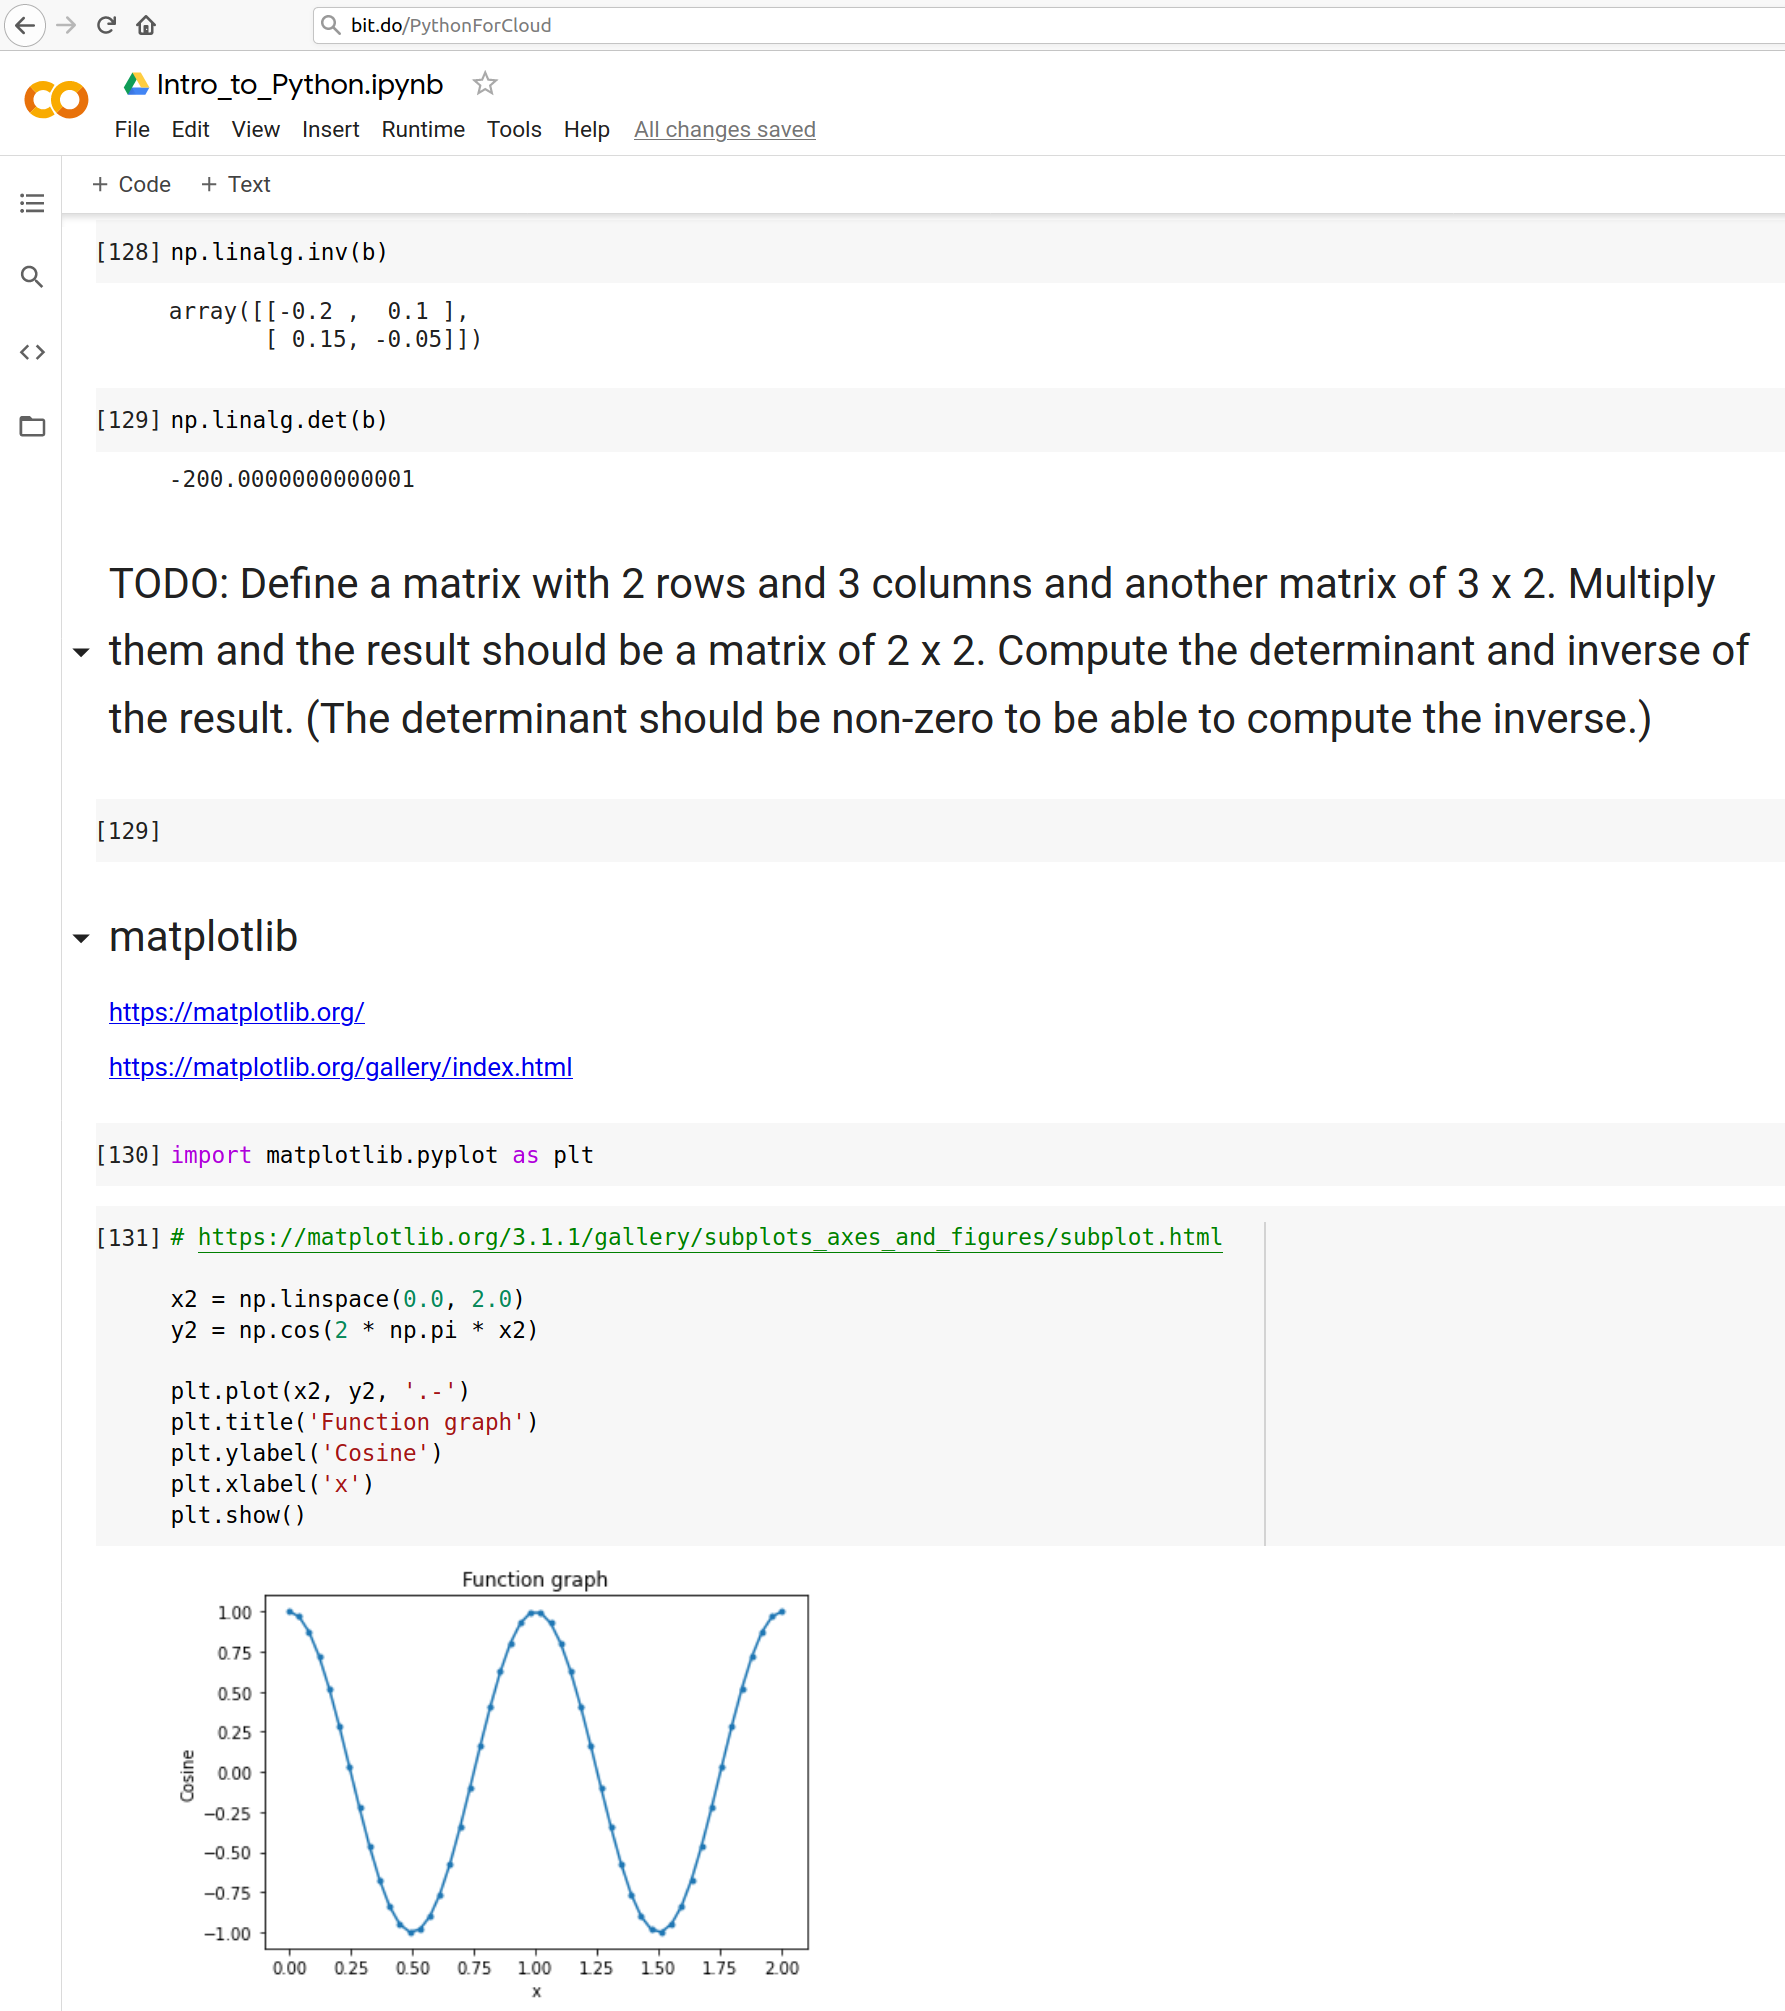 bit.do/PythonForCloud
Intro_to_Python.ipynb
File Edit View Insert Runtime Tools Help All changes saved
+ Code + Text
[128] np.linalg.inv(b)
array([[-0.2 ,  0.1 ],
[ 0.15, -0.05]])
[129] np.linalg.det(b)
-200.0000000000001
TODO: Define a matrix with 2 rows and 3 columns and another matrix of 3 x 2. Multiply
them and the result should be a matrix of 2 x 2. Compute the determinant and inverse of
the result. (The determinant should be non-zero to be able to compute the inverse.)
[129]
matplotlib
https://matplotlib.org/
https://matplotlib.org/gallery/index.html
[130] import matplotlib.pyplot as plt
[131] # https://matplotlib.org/3.1.1/gallery/subplots_axes_and_figures/subplot.html
x2 = np.linspace(0.0, 2.0)
y2 = np.cos(2 * np.pi * x2)
plt.plot(x2, y2, '.-')
plt.title('Function graph')
plt.ylabel('Cosine')
plt.xlabel('x')
plt.show()
Function graph
1.00
0.75
0.50
0.25
0.00
−0.25
−0.50
−0.75
−1.00
Cosine
0.00 0.25 0.50 0.75 1.00 1.25 1.50 1.75 2.00
x